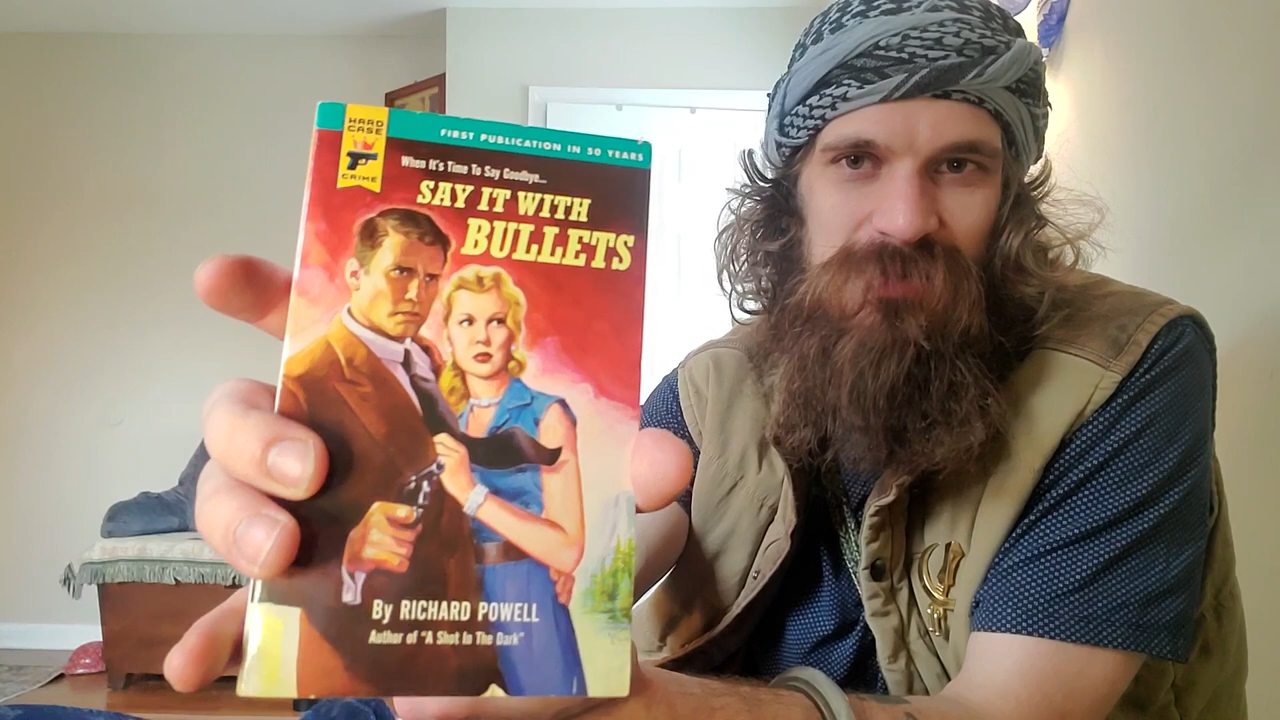 HARD
CASE
CRIME
FIRST PUBLICATION IN 50 YEARS
When It's Time To Say Goodbye...
SAY IT WITH
BULLETS
By RICHARD POWELL
Author of "A Shot In The Dark"